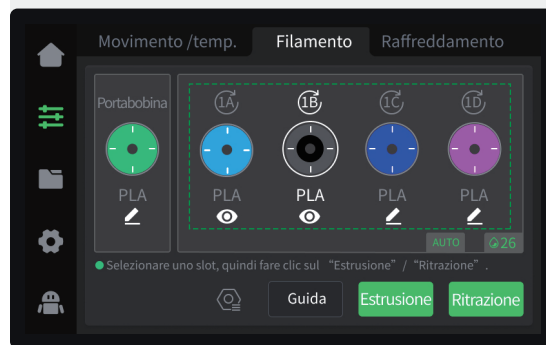 Movimento /temp. Filamento Raffreddamento
Portabobina 1A 1B 1C 1D
PLA PLA PLA PLA PLA
AUTO 26
Selezionare uno slot, quindi fare clic sul “Estrusione” / “Ritrazione” .
Guida Estrusione Ritrazione